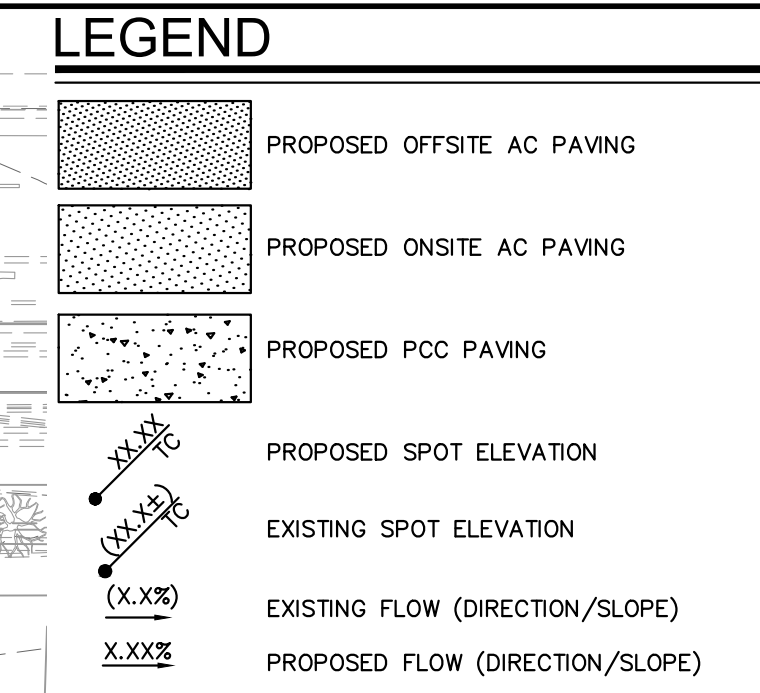 LEGEND
PROPOSED OFFSITE AC PAVING
PROPOSED ONSITE AC PAVING
PROPOSED PCC PAVING
XX.XX
TC
PROPOSED SPOT ELEVATION
(XX.X±)
TC
EXISTING SPOT ELEVATION
(X.X%)
EXISTING FLOW (DIRECTION/SLOPE)
X.XX%
PROPOSED FLOW (DIRECTION/SLOPE)